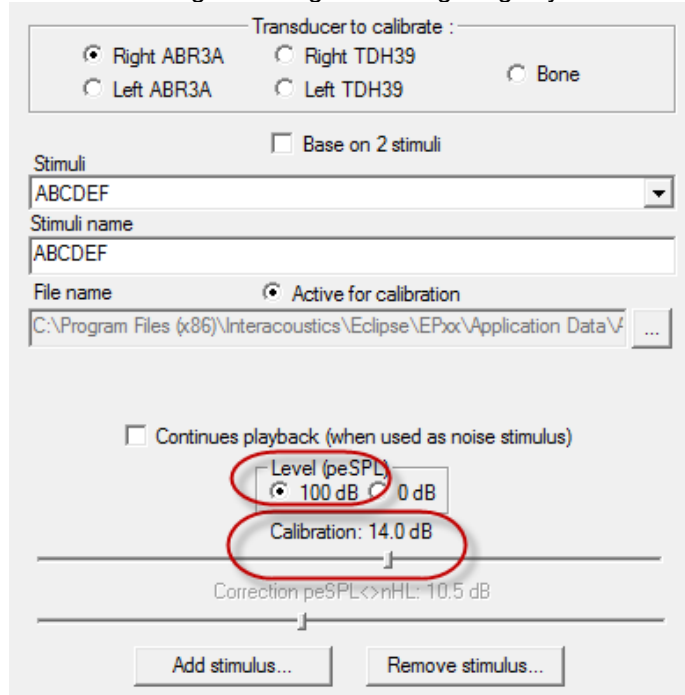 Transducer to calibrate :
Right ABR3A Right TDH39
Bone
Left ABR3A Left TDH39
Base on 2 stimuli
Stimuli
ABCDEF
Stimuli name
ABCDEF
File name Active for calibration
C:\Program Files (x86)\Interacoustics\Eclipse\EPxx\Application Data\A ...
Continues playback (when used as noise stimulus)
Level (peSPL)
100 dB 0 dB
Calibration: 14.0 dB
Correction peSPL<>nHL: 10.5 dB
Add stimulus... Remove stimulus...